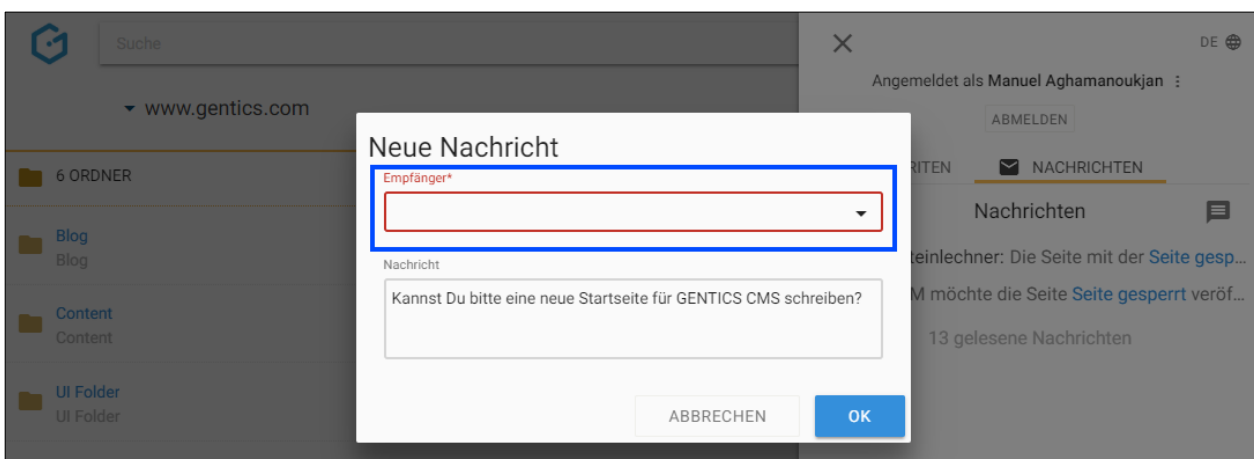 Suche
DE
Angemeldet als Manuel Aghamanoukjan
www.gentics.com
ABMELDEN
Neue Nachricht
6 ORDNER
RITEN
NACHRICHTEN
Empfänger*
Nachrichten
Blog
Blog
teinlechner: Die Seite mit der Seite gesp...
Nachricht
Kannst Du bitte eine neue Startseite für GENTICS CMS schreiben?
M möchte die Seite Seite gesperrt veröf...
Content
Content
13 gelesene Nachrichten
UI Folder
UI Folder
ABBRECHEN
OK